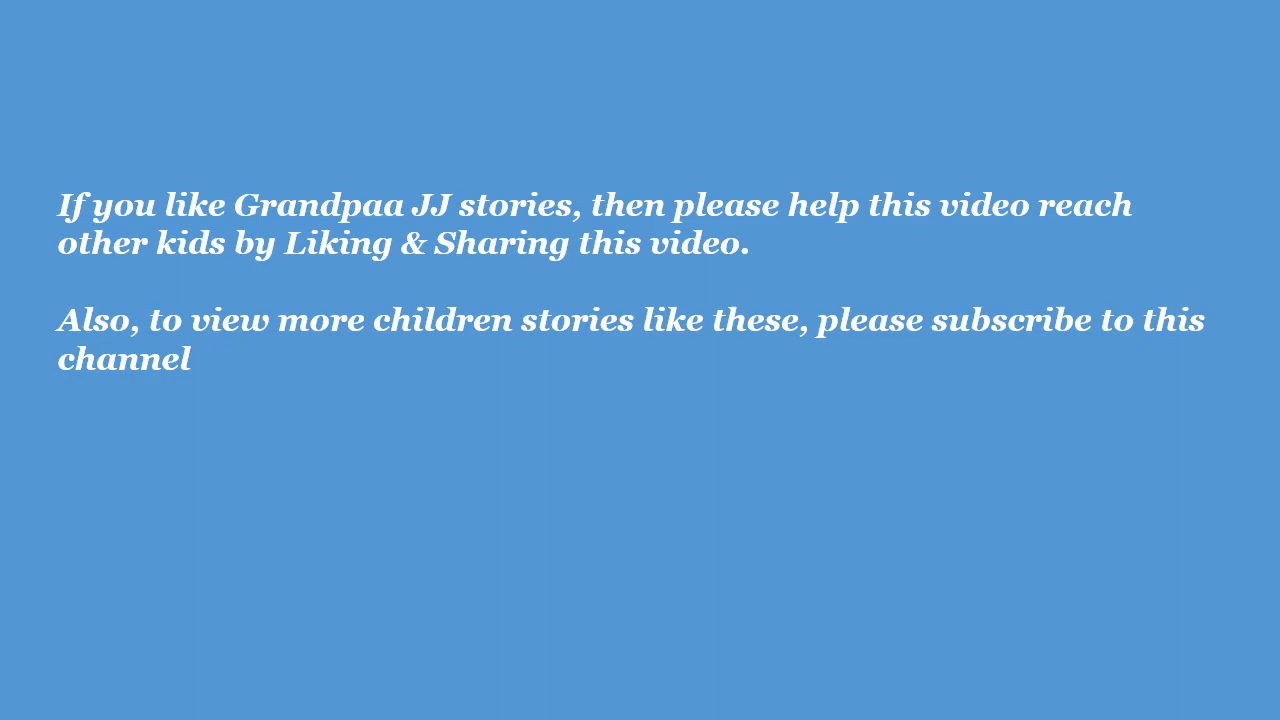 If you like Grandpaa JJ stories, then please help this video reach
other kids by Liking & Sharing this video.
Also, to view more children stories like these, please subscribe to this
channel